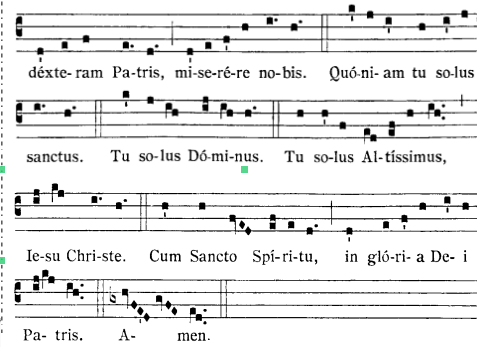 déxte- ram Pa- tris, mi- se- ré- re no- bis. Quó- ni- am tu so- lus
sanctus. Tu so- lus Dó- mi- nus. Tu so- lus Al- tíssimus,
Ie- su Chri- ste. Cum Sancto Spí- ri- tu, in gló- ri- a De- i
Pa- tris. A- men.